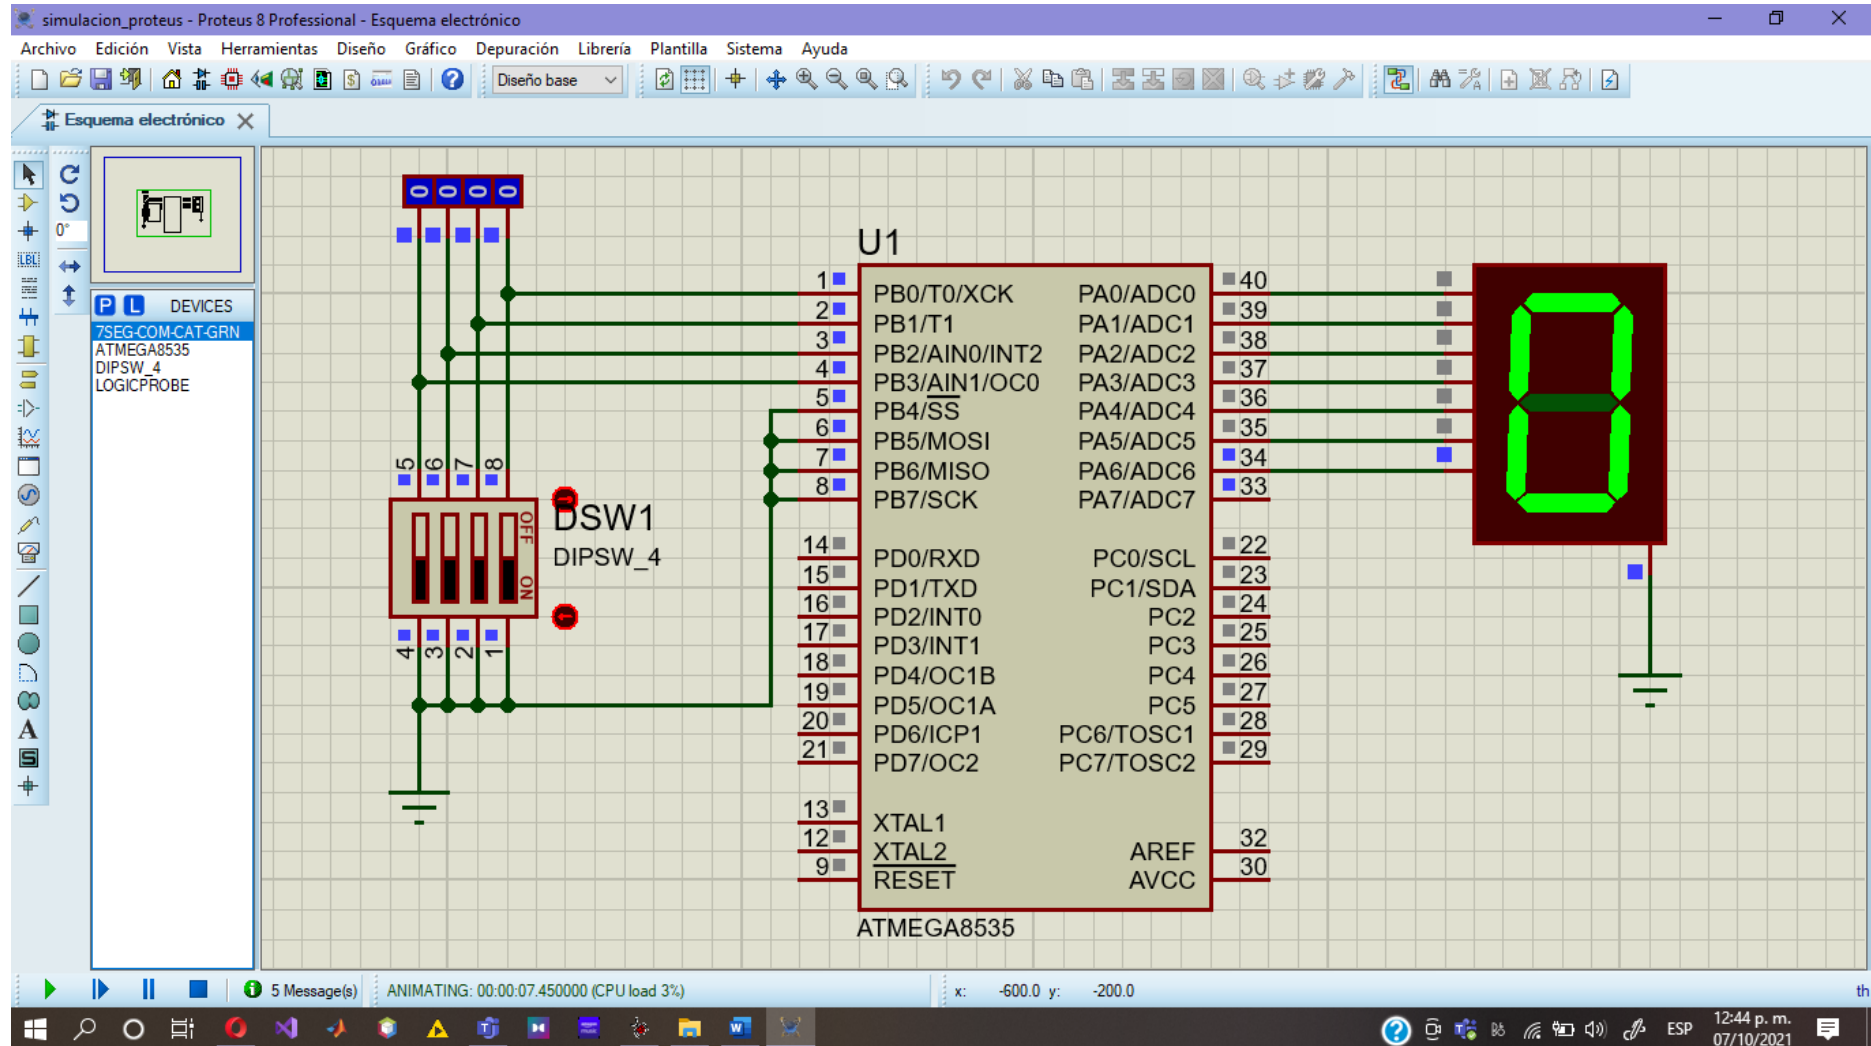 simulacion_proteus - Proteus 8 Professional - Esquema electrónico
Archivo Edición Vista Herramientas Diseño Gráfico Depuración Librería Plantilla Sistema Ayuda
Diseño base
Esquema electrónico
0°
LBL
P L DEVICES
7SEG-COM-CAT-GRN
ATMEGA8535
DIPSW_4
LOGICPROBE
A
S
0 0 0 0
5 6 7 8
OFF
ON
4 3 2 1
DSW1
DIPSW_4
U1
1 PB0/T0/XCK PA0/ADC0 40
2 PB1/T1 PA1/ADC1 39
3 PB2/AIN0/INT2 PA2/ADC2 38
4 PB3/AIN1/OC0 PA3/ADC3 37
5 PB4/SS PA4/ADC4 36
6 PB5/MOSI PA5/ADC5 35
7 PB6/MISO PA6/ADC6 34
8 PB7/SCK PA7/ADC7 33
14 PD0/RXD PC0/SCL 22
15 PD1/TXD PC1/SDA 23
16 PD2/INT0 PC2 24
17 PD3/INT1 PC3 25
18 PD4/OC1B PC4 26
19 PD5/OC1A PC5 27
20 PD6/ICP1 PC6/TOSC1 28
21 PD7/OC2 PC7/TOSC2 29
13 XTAL1
12 XTAL2 AREF 32
9 RESET AVCC 30
ATMEGA8535
0
5 Message(s) ANIMATING: 00:00:07.450000 (CPU load 3%) x: -600.0 y: -200.0 th
ESP 12:44 p. m.
07/10/2021